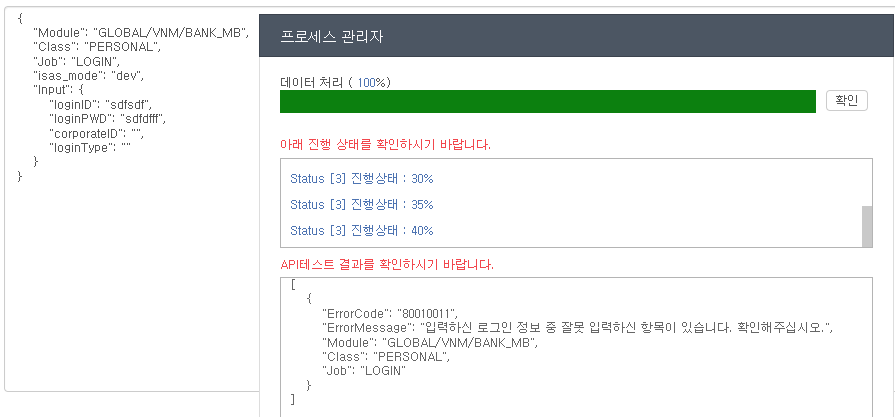 {
"Module": "GLOBAL/VNM/BANK_MB",
"Class": "PERSONAL",
"Job": "LOGIN",
"isas_mode": "dev",
"Input": {
"loginID": "sdfsdf",
"loginPWD": "sdfdfff",
"corporateID": "",
"loginType": ""
}
}
프로세스 관리자
데이터 처리 ( 100%)
확인
아래 진행 상태를 확인하시기 바랍니다.
Status [3] 진행상태 : 30%
Status [3] 진행상태 : 35%
Status [3] 진행상태 : 40%
API테스트 결과를 확인하시기 바랍니다.
[
{
"ErrorCode": "80010011",
"ErrorMessage": "입력하신 로그인 정보 중 잘못 입력하신 항목이 있습니다. 확인해주십시오.",
"Module": "GLOBAL/VNM/BANK_MB",
"Class": "PERSONAL",
"Job": "LOGIN"
}
]